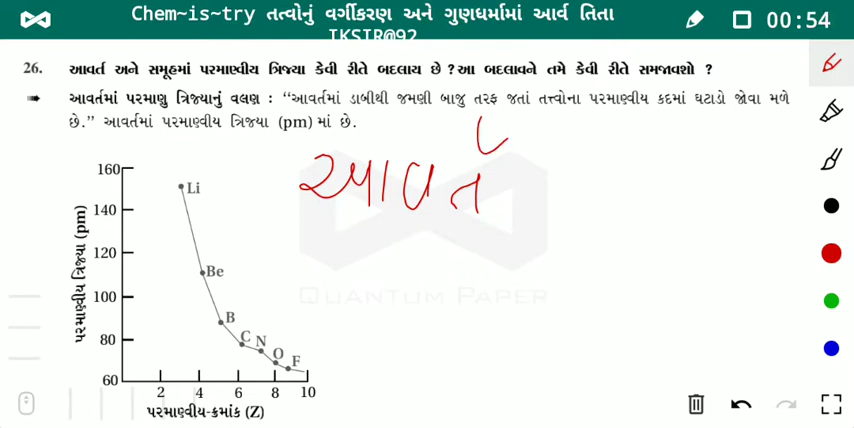 Chem~is~try તત્વોનું વર્ગીકરણ અને ગુણધર્મોમાં આર્વ તિતા
IKSIR@92
00:54
26. આવર્ત અને સમૂહમાં પરમાણ્વીય ત્રિજ્યા કેવી રીતે બદલાય છે ? આ બદલાવને તમે કેવી રીતે સમજાવશો ?
આવર્તમાં પરમાણુ ત્રિજ્યાનું વલણ : “આવર્તમાં ડાબીથી જમણી બાજુ તરફ જતાં તત્ત્વોના પરમાણ્વીય કદમાં ઘટાડો જોવા મળે
છે.” આવર્તમાં પરમાણ્વીય ત્રિજ્યા (pm) માં છે.
આવર્ત
160
140
120
100
80
60
પરમાણ્વીય ત્રિજ્યા (pm)
Li
Be
B
C
N
O
F
2 4 6 8 10
પરમાણ્વીય-ક્રમાંક (Z)
QUANTUM PAPER